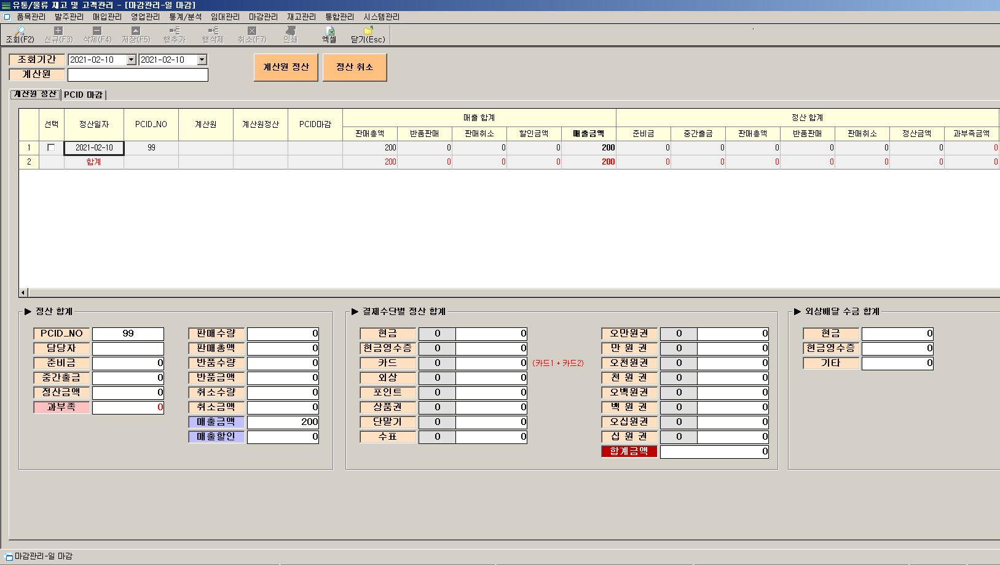 유통/물류 재고 및 고객관리 - [마감관리-일 마감]
품목관리 발주관리 매입관리 영업관리 통계/분석 임대관리 마감관리 재고관리 통합관리 시스템관리
조회(F2) 신규(F3) 삭제(F4) 저장(F5) 행추가 행삭제 취소(F7) 인쇄 엑셀 닫기(Esc)
조회기간 2021-02-10 2021-02-10 계산원 정산 정산 취소
계산원
계산원 정산 PCID 마감
선택 정산일자 PCID_NO 계산원 계산원정산 PCID마감 매출 합계 정산 합계
판매총액 반품판매 판매취소 할인금액 매출금액 준비금 중간출금 판매총액 반품판매 판매취소 정산금액 과부족금액
1 2021-02-10 99 200 0 0 0 200 0 0 0 0 0 0 0
2 합계 200 0 0 0 200 0 0 0 0 0 0 0
▶ 정산 합계
PCID_NO 99 판매수량 0
담당자 판매총액 0
준비금 0 반품수량 0
중간출금 0 반품금액 0
정산금액 0 취소수량 0
과부족 0 취소금액 0
매출금액 200
매출할인 0
▶ 결제수단별 정산 합계
현금 0 0 오만원권 0 0
현금영수증 0 0 만 원 권 0 0
카드 0 0 (카드1 + 카드2) 오천원권 0 0
외상 0 0 천 원 권 0 0
포인트 0 0 오백원권 0 0
상품권 0 0 백 원 권 0 0
단말기 0 0 오십원권 0 0
수표 0 0 십 원 권 0 0
합계금액 0
▶ 외상배달 수금 합계
현금 0
현금영수증 0
기타 0
마감관리-일 마감